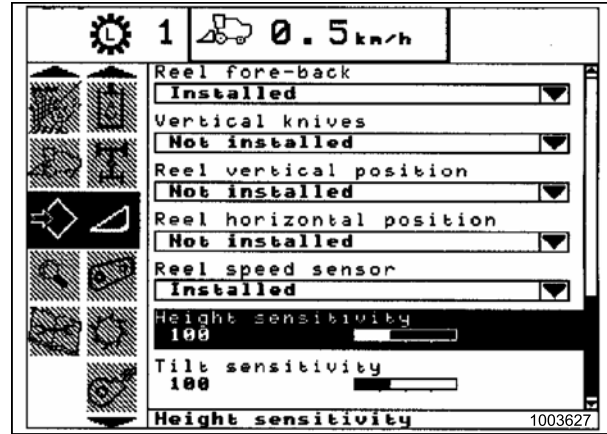 L 1 0.5km/h
Reel fore-back
Installed
Vertical knives
Not installed
Reel vertical position
Not installed
Reel horizontal position
Not installed
Reel speed sensor
Installed
Height sensitivity
100
Tilt sensitivity
100
Height sensitivity
1003627